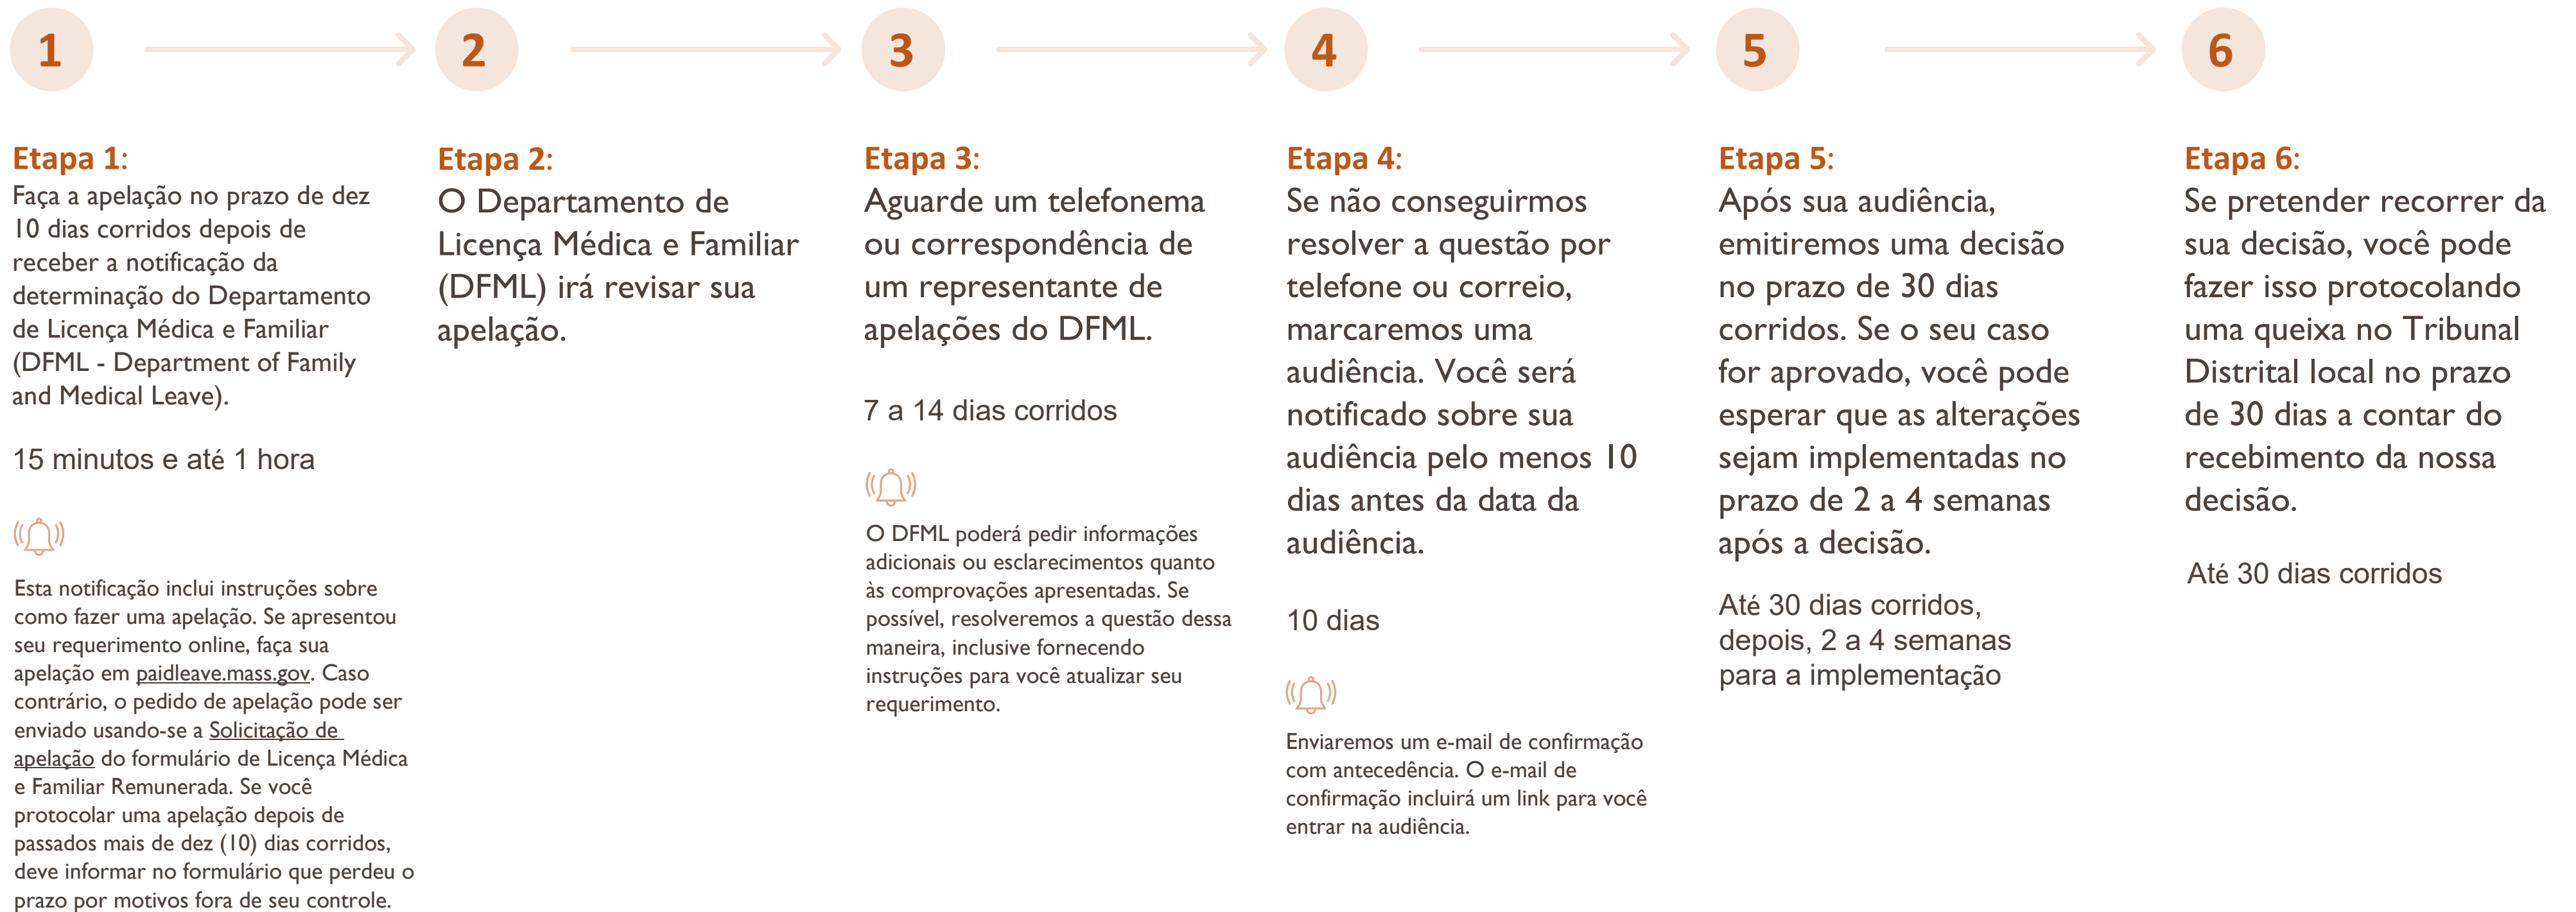 1
2
3
4
5
6
Etapa 1:
Faça a apelação no prazo de dez
10 dias corridos depois de
receber a notificação da
determinação do Departamento
de Licença Médica e Familiar
(DFML - Department of Family
and Medical Leave).
15 minutos e até 1 hora
Esta notificação inclui instruções sobre
como fazer uma apelação. Se apresentou
seu requerimento online, faça sua
apelação em paidleave.mass.gov. Caso
contrário, o pedido de apelação pode ser
enviado usando-se a Solicitação de
apelação do formulário de Licença Médica
e Familiar Remunerada. Se você
protocolar uma apelação depois de
passados mais de dez (10) dias corridos,
deve informar no formulário que perdeu o
prazo por motivos fora de seu controle.
Etapa 2:
O Departamento de
Licença Médica e Familiar
(DFML) irá revisar sua
apelação.
Etapa 3:
Aguarde um telefonema
ou correspondência de
um representante de
apelações do DFML.
7 a 14 dias corridos
O DFML poderá pedir informações
adicionais ou esclarecimentos quanto
às comprovações apresentadas. Se
possível, resolveremos a questão dessa
maneira, inclusive fornecendo
instruções para você atualizar seu
requerimento.
Etapa 4:
Se não conseguirmos
resolver a questão por
telefone ou correio,
marcaremos uma
audiência. Você será
notificado sobre sua
audiência pelo menos 10
dias antes da data da
audiência.
10 dias
Enviaremos um e-mail de confirmação
com antecedência. O e-mail de
confirmação incluirá um link para você
entrar na audiência.
Etapa 5:
Após sua audiência,
emitiremos uma decisão
no prazo de 30 dias
corridos. Se o seu caso
for aprovado, você pode
esperar que as alterações
sejam implementadas no
prazo de 2 a 4 semanas
após a decisão.
Até 30 dias corridos,
depois, 2 a 4 semanas
para a implementação
Etapa 6:
Se pretender recorrer da
sua decisão, você pode
fazer isso protocolando
uma queixa no Tribunal
Distrital local no prazo
de 30 dias a contar do
recebimento da nossa
decisão.
Até 30 dias corridos